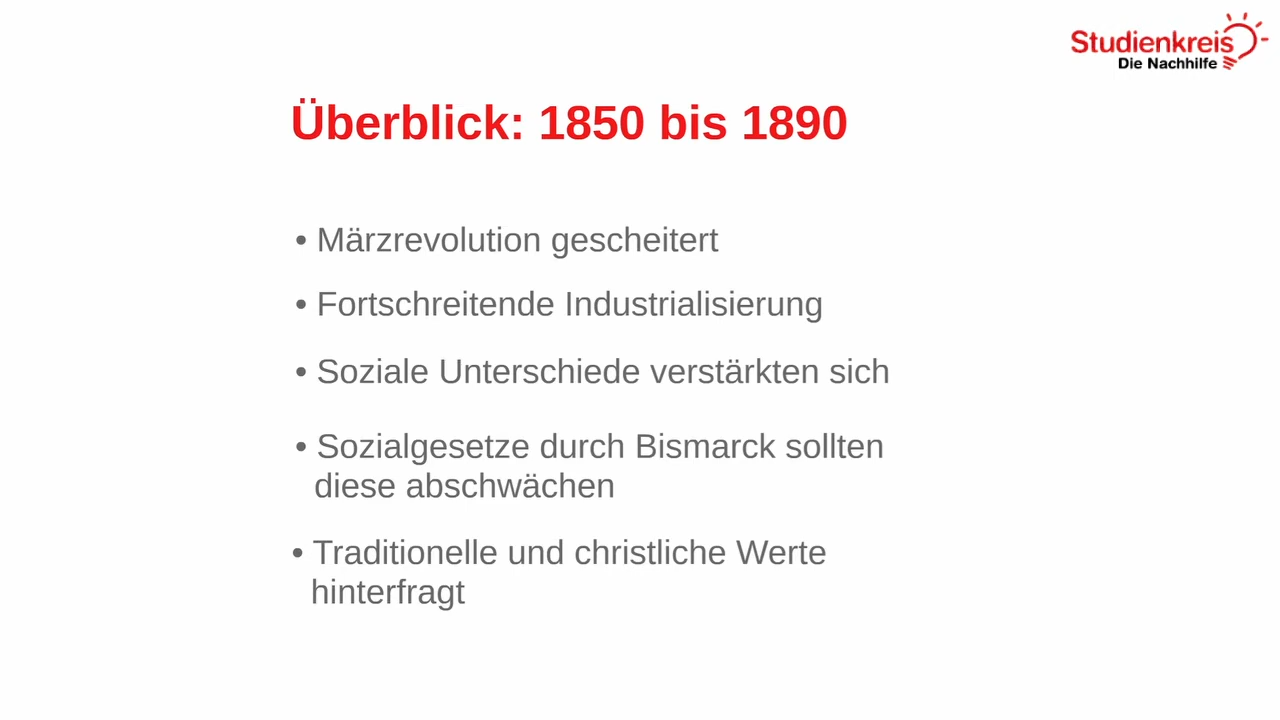 Studienkreis
Die Nachhilfe
Überblick: 1850 bis 1890
• Märzrevolution gescheitert
• Fortschreitende Industrialisierung
• Soziale Unterschiede verstärkten sich
• Sozialgesetze durch Bismarck sollten
diese abschwächen
• Traditionelle und christliche Werte
hinterfragt